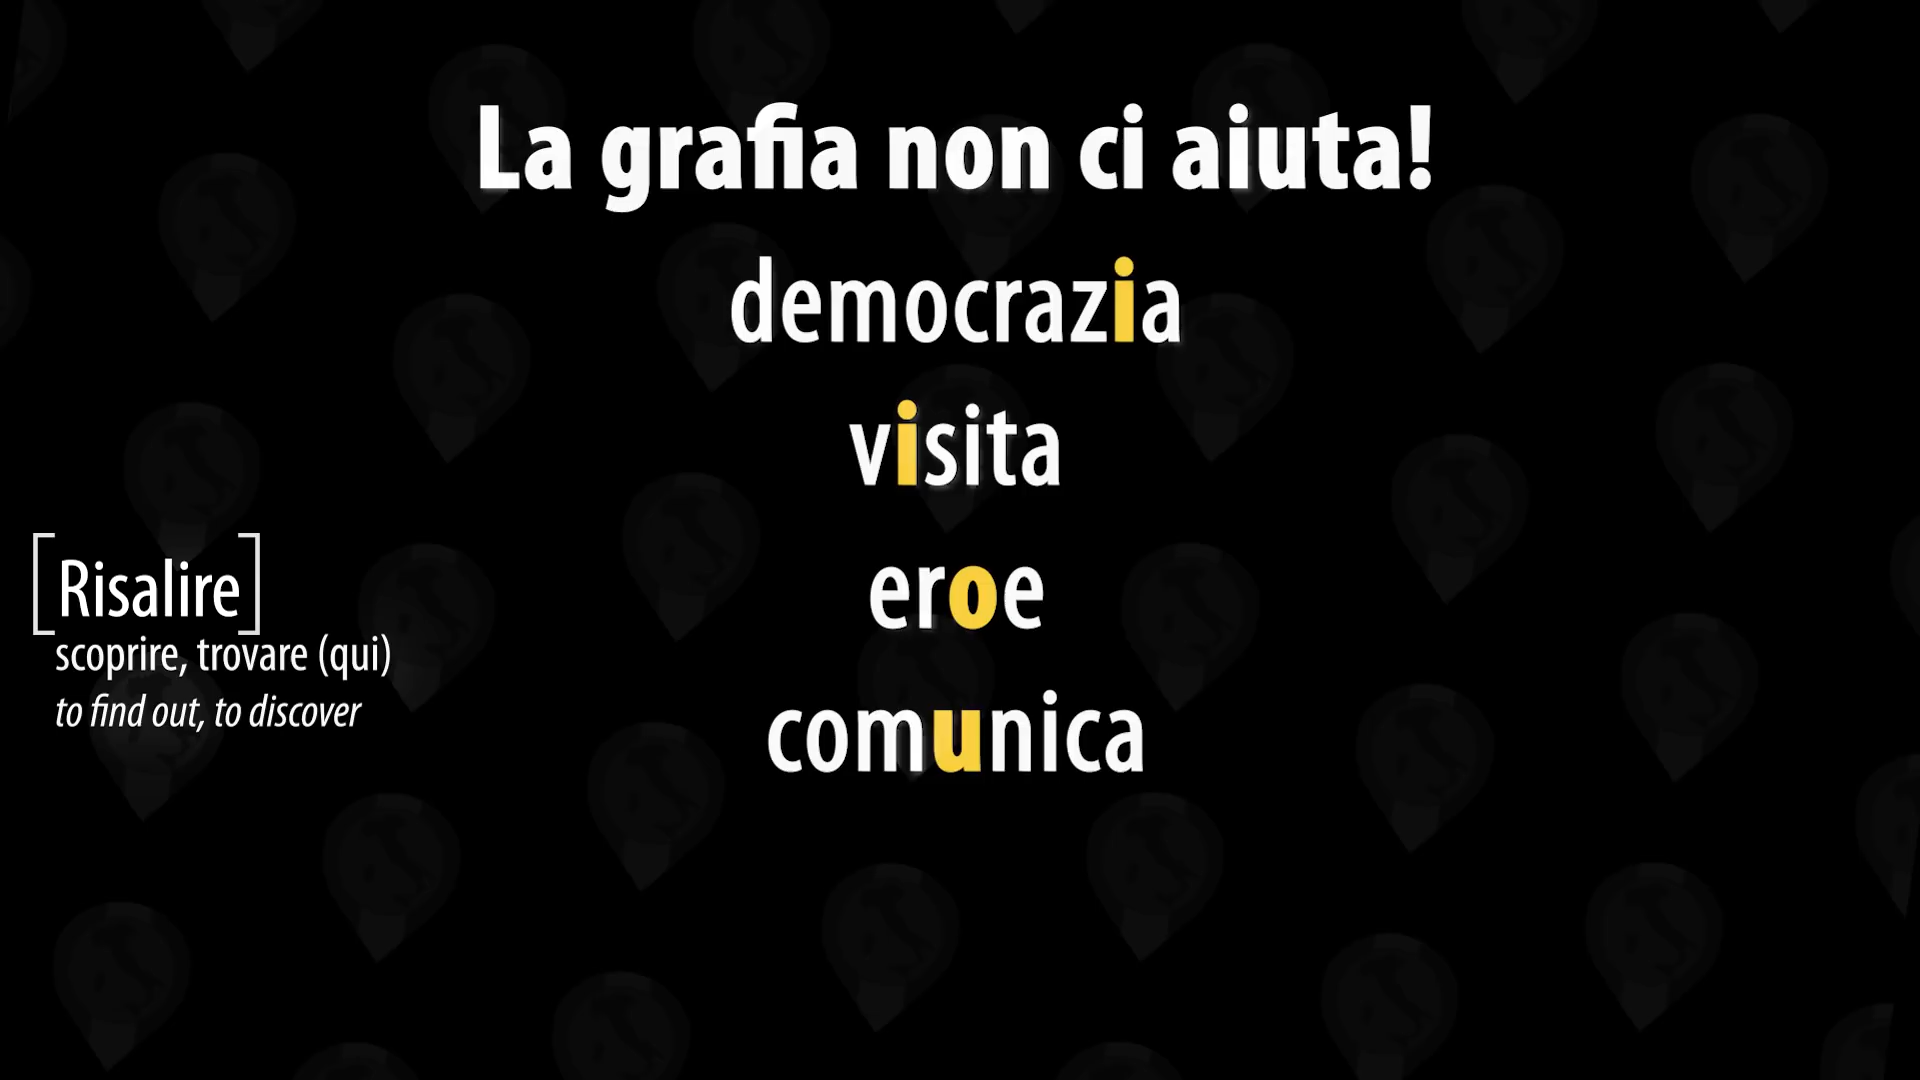 La grafia non ci aiuta!
democrazia
visita
eroe
comunica
[Risalire]
scoprire, trovare (qui)
to find out, to discover